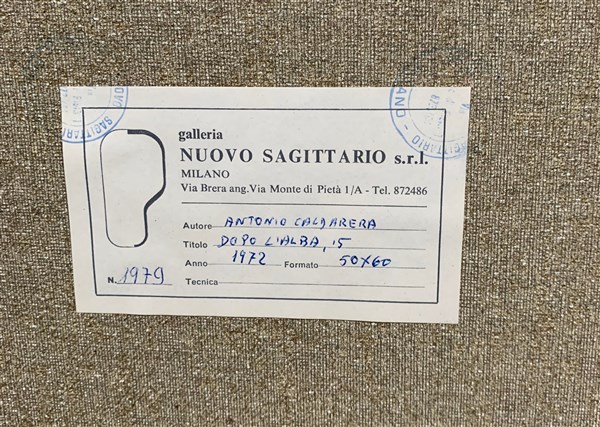 galleria
NUOVO SAGITTARIO s.r.l.
MILANO
Via Brera ang. Via Monte di Pietà 1/A - Tel. 872486
Autore ANTONIO CALDARERA
Titolo DOPO L'ALBA, 15
Anno 1972 Formato 50X60
N. 1979 Tecnica
SAGITTARIO